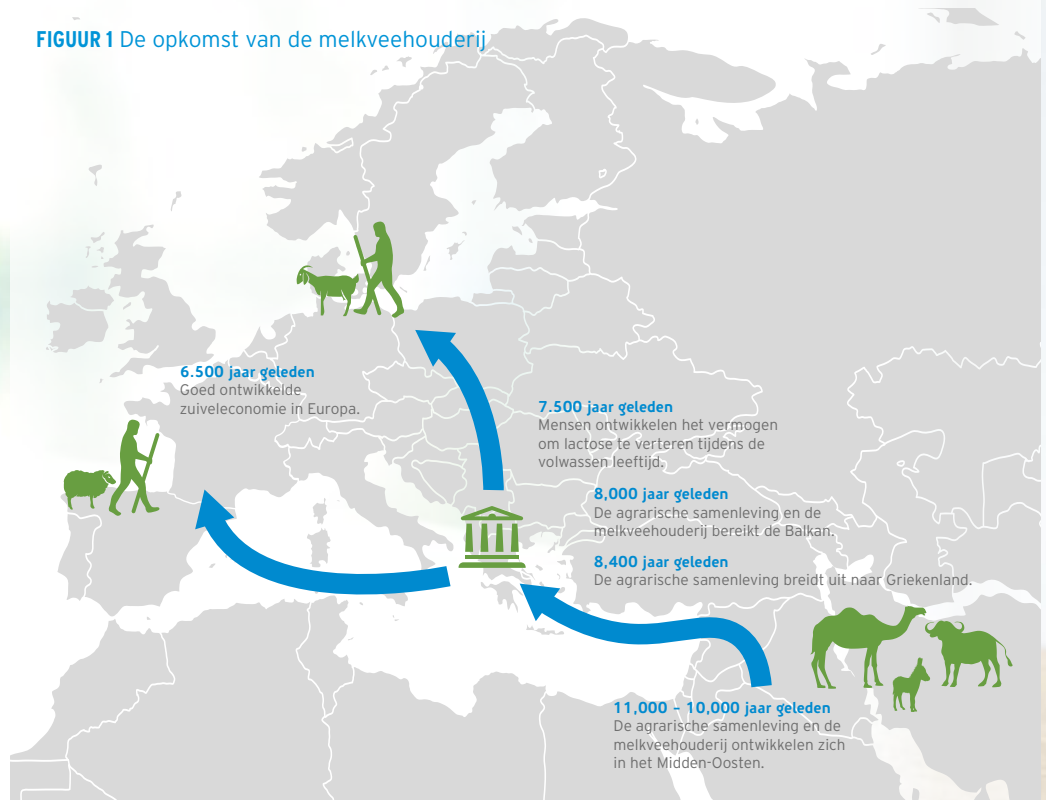 FIGUUR 1 De opkomst van de melkveehouderij
6.500 jaar geleden
Goed ontwikkelde
zuiveleconomie in Europa.
7.500 jaar geleden
Mensen ontwikkelen het vermogen
om lactose te verteren tijdens de
volwassen leeftijd.
8,000 jaar geleden
De agrarische samenleving en de
melkveehouderij bereikt de Balkan.
8,400 jaar geleden
De agrarische samenleving breidt uit naar Griekenland.
11,000 – 10,000 jaar geleden
De agrarische samenleving en de
melkveehouderij ontwikkelen zich
in het Midden-Oosten.